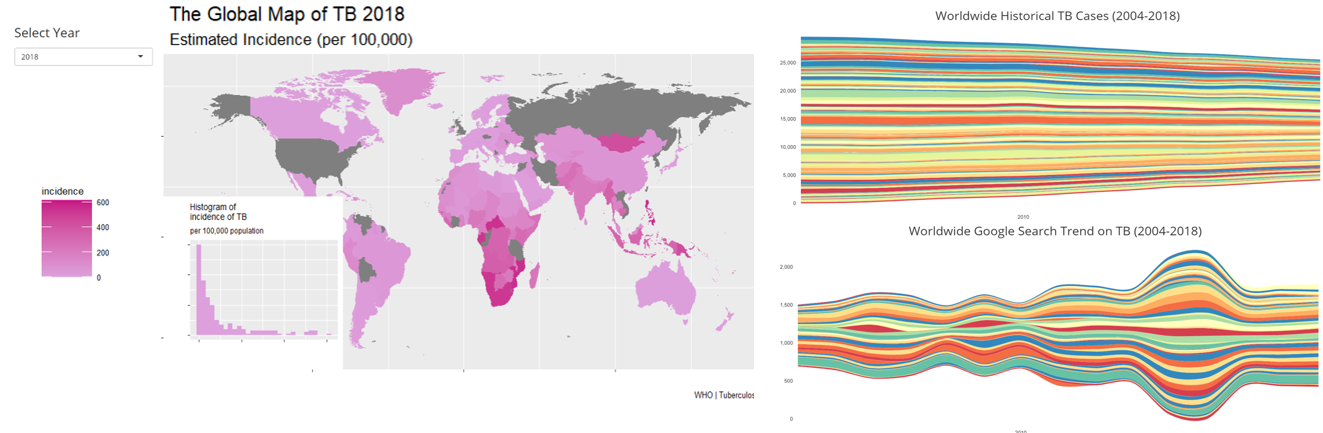 Select Year
2018
The Global Map of TB 2018
Estimated Incidence (per 100,000)
incidence
600
400
200
0
Histogram of
incidence of TB
per 100,000 population
WHO | Tuberculos
Worldwide Historical TB Cases (2004-2018)
25,000
20,000
15,000
10,000
5,000
0
2010
Worldwide Google Search Trend on TB (2004-2018)
2,000
1,500
1,000
500
0